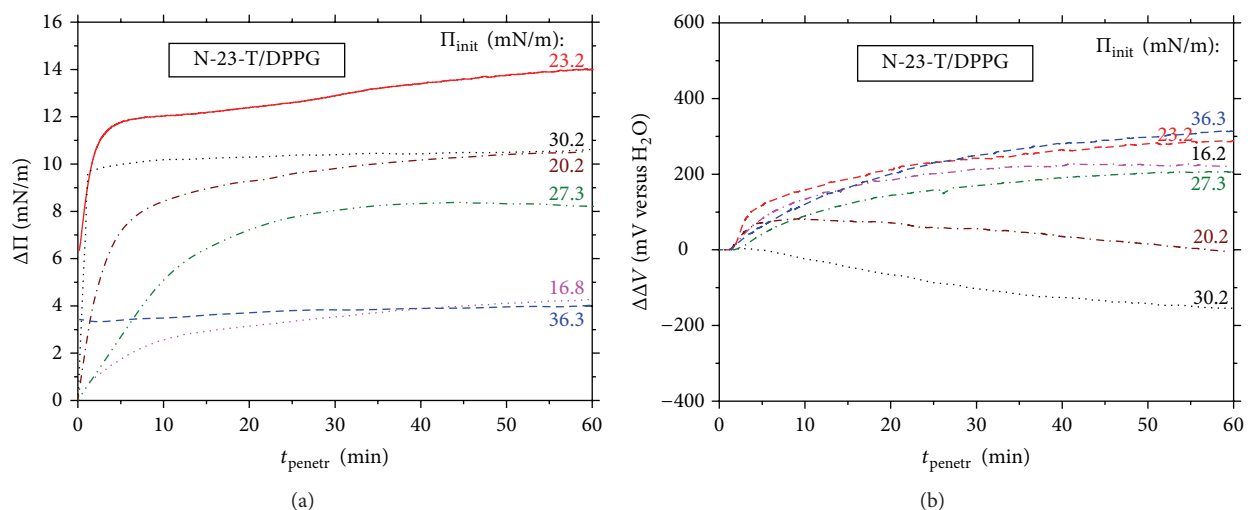 Π_init (mN/m):
N-23-T/DPPG
23.2
30.2
20.2
27.3
16.8
36.3
16
14
12
10
8
6
4
2
0
ΔΠ (mN/m)
0 10 20 30 40 50 60
t_penetr (min)
(a)
Π_init (mN/m):
N-23-T/DPPG
36.3
23.2
16.2
27.3
20.2
30.2
600
400
200
0
−200
−400
ΔΔV (mV versus H₂O)
0 10 20 30 40 50 60
t_penetr (min)
(b)